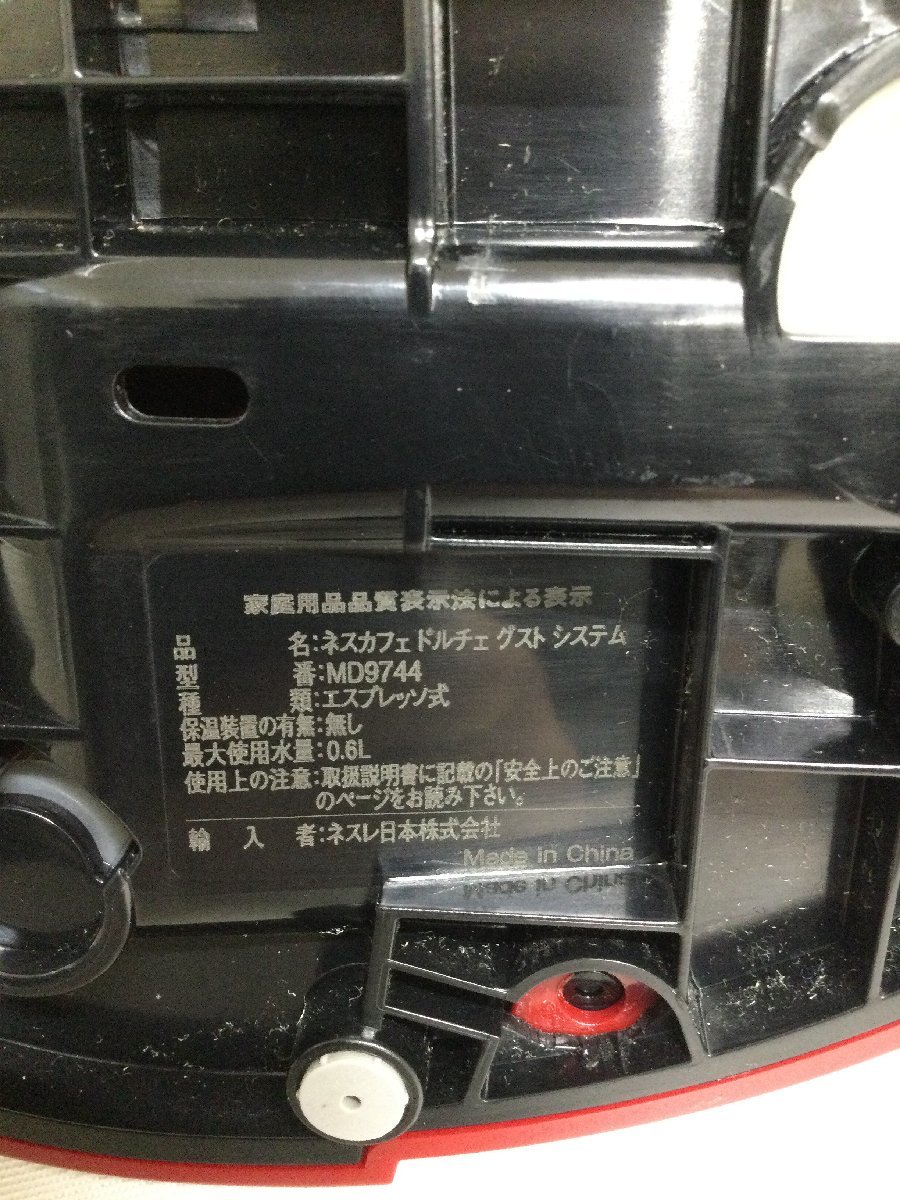 家庭用品品質表示法による表示
品 名:ネスカフェ ドルチェ グスト システム
型 番:MD9744
種 類:エスプレッソ式
保温装置の有無:無し
最大使用水量:0.6L
使用上の注意:取扱説明書に記載の「安全上のご注意」
のページをお読み下さい。
輸 入 者:ネスレ日本株式会社
Made in China